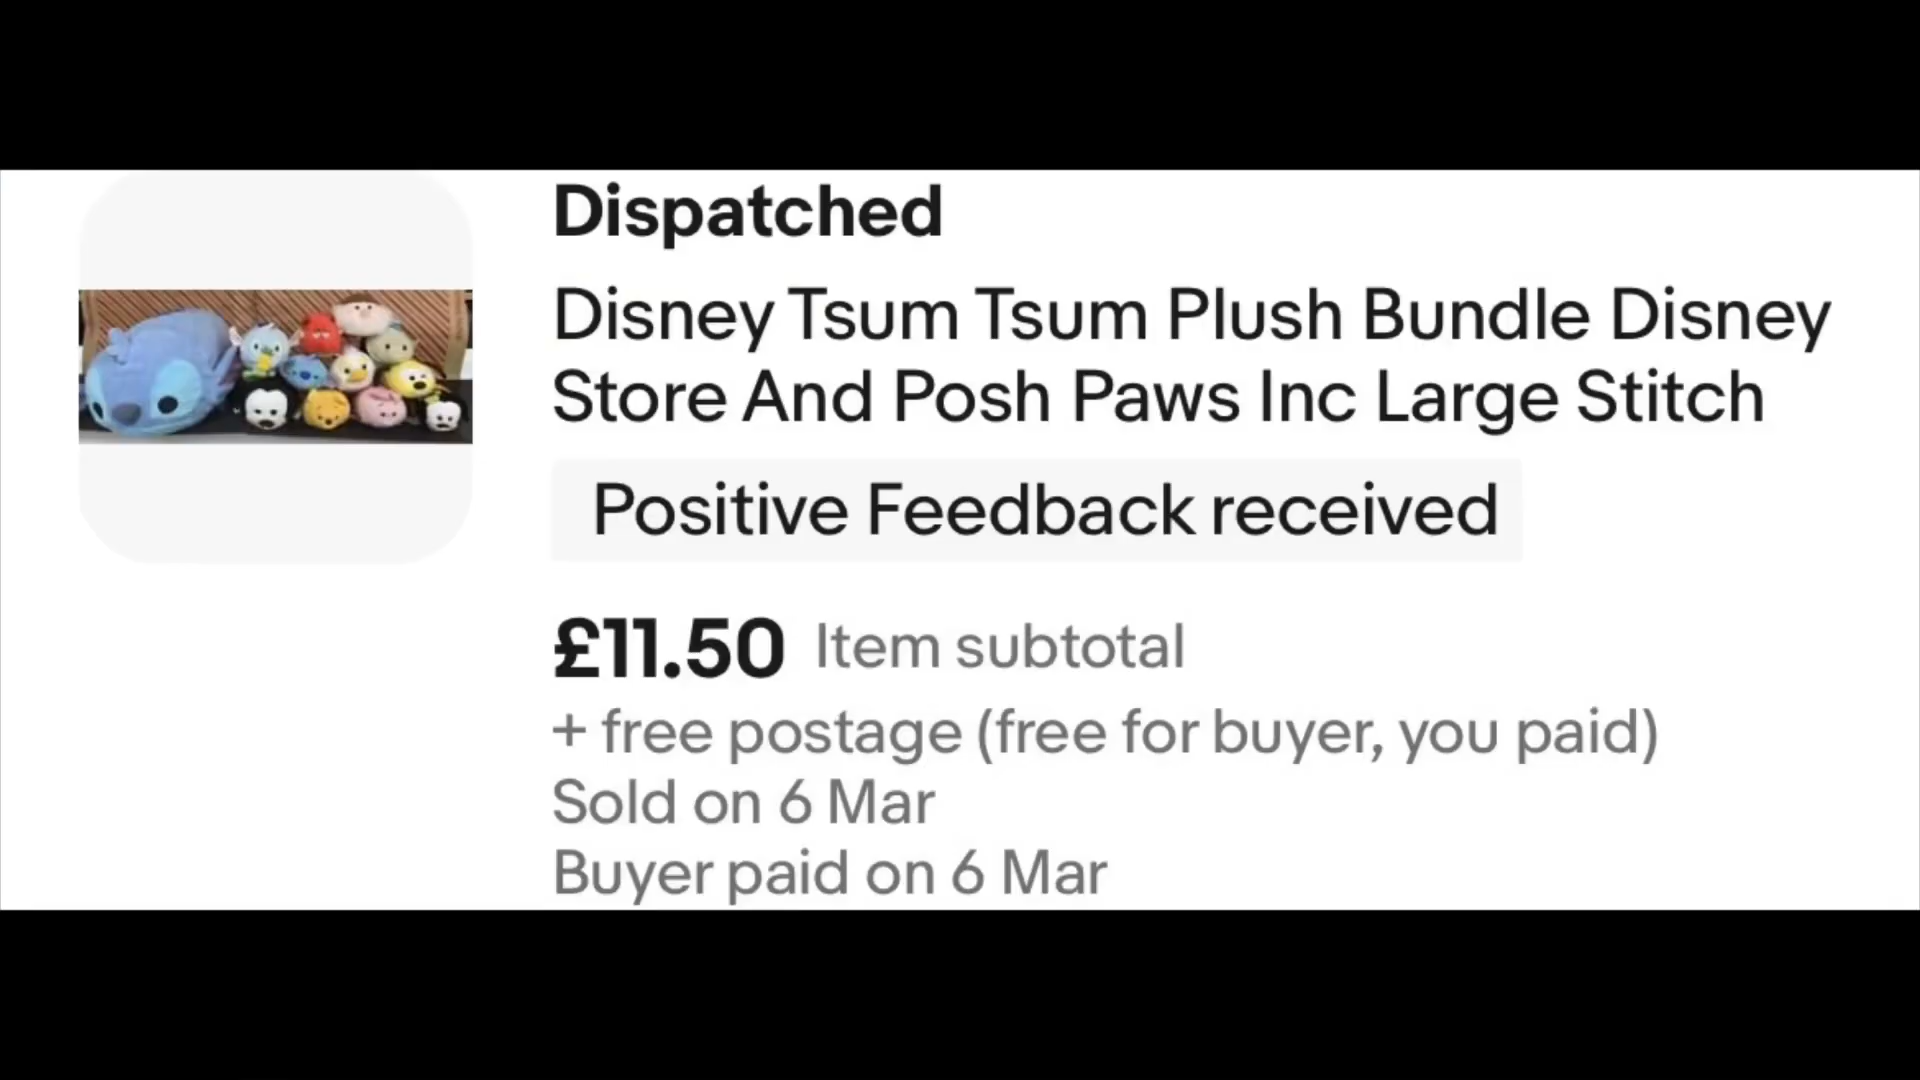 Dispatched
Disney Tsum Tsum Plush Bundle Disney
Store And Posh Paws Inc Large Stitch
Positive Feedback received
£11.50 Item subtotal
+ free postage (free for buyer, you paid)
Sold on 6 Mar
Buyer paid on 6 Mar